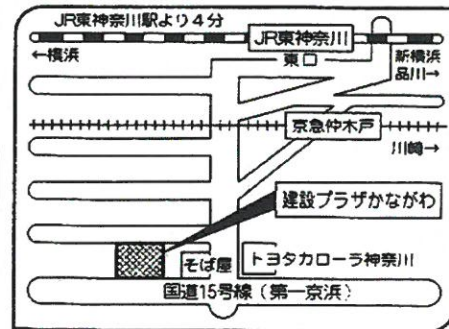 JR東神奈川駅より4分
JR東神奈川
←横浜
東口
新横浜
品川→
京急仲木戸
川崎→
建設プラザかながわ
そば屋
トヨタカローラ神奈川
国道15号線（第一京浜）